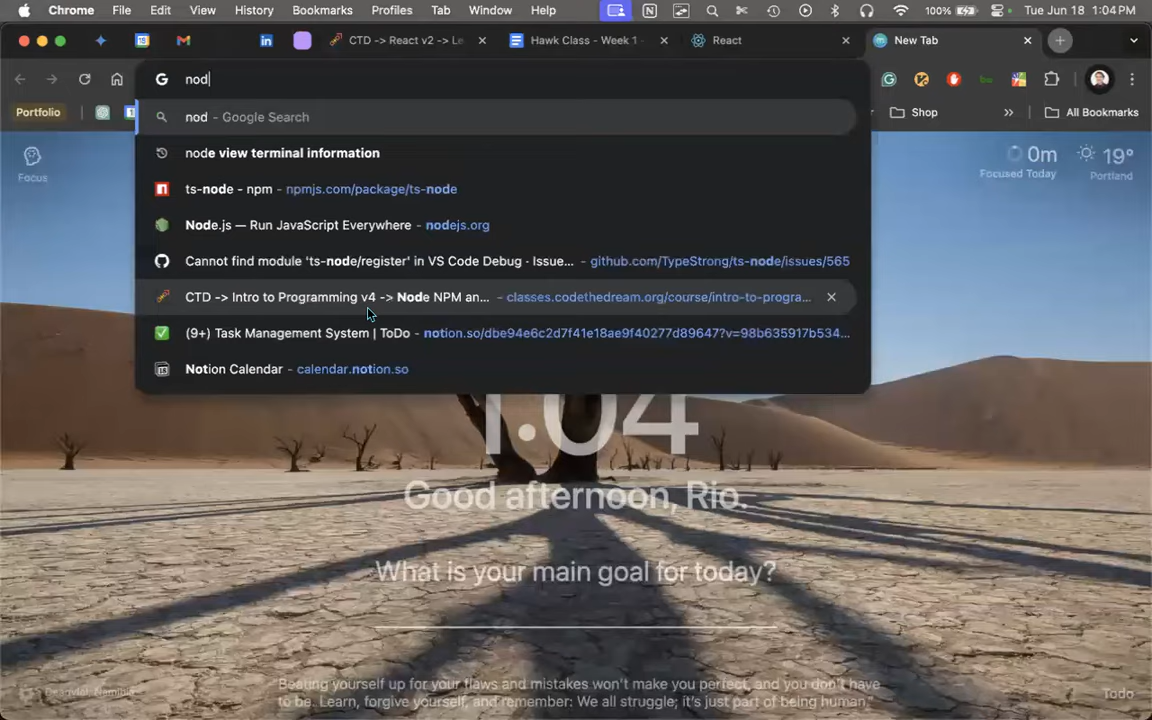 Chrome File Edit View History Bookmarks Profiles Tab Window Help 100% Tue Jun 18 1:04 PM
CTD -> React v2 -> Le Hawk Class - Week 1 - React New Tab
nod
Portfolio Shop » All Bookmarks
nod - Google Search
node view terminal information
ts-node - npm - npmjs.com/package/ts-node
Node.js — Run JavaScript Everywhere - nodejs.org
Cannot find module 'ts-node/register' in VS Code Debug · Issue... - github.com/TypeStrong/ts-node/issues/565
CTD -> Intro to Programming v4 -> Node NPM an... - classes.codethedream.org/course/intro-to-progra...
(9+) Task Management System | ToDo - notion.so/dbe94e6c2d7f41e18ae9f40277d89647?v=98b635917b534...
Notion Calendar - calendar.notion.so
Focus
0m 19°
Focused Today Portland
1:04
Good afternoon, Rio.
What is your main goal for today?
Deadvlei, Namibia
"Beating yourself up for your flaws and mistakes won't make you perfect, and you don't have
to be. Learn, forgive yourself, and remember: We all struggle; it's just part of being human."
Todo